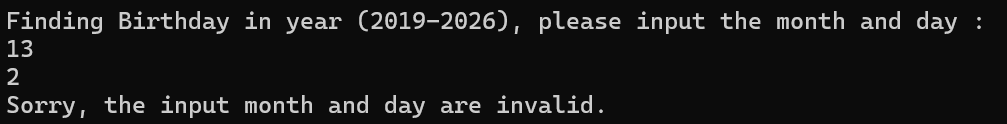 Finding Birthday in year (2019-2026), please input the month and day :
13
2
Sorry, the input month and day are invalid.